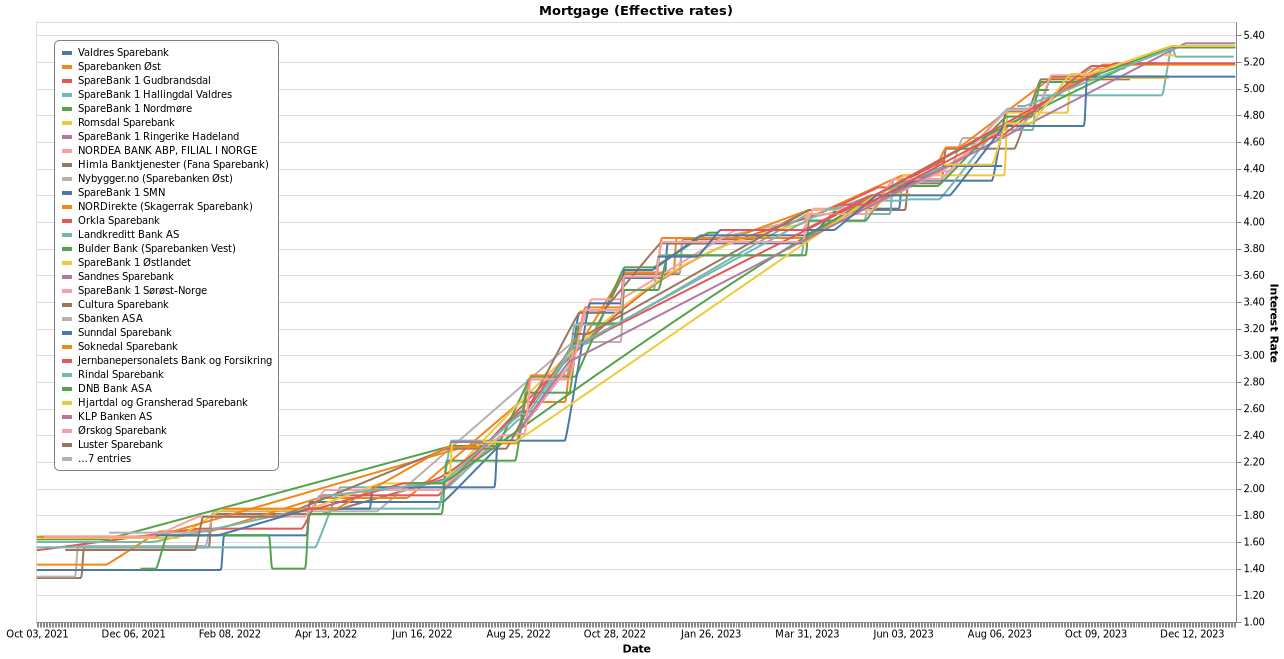 Mortgage (Effective rates)
Valdres Sparebank
Sparebanken Øst
SpareBank 1 Gudbrandsdal
SpareBank 1 Hallingdal Valdres
SpareBank 1 Nordmøre
Romsdal Sparebank
SpareBank 1 Ringerike Hadeland
NORDEA BANK ABP, FILIAL I NORGE
Himla Banktjenester (Fana Sparebank)
Nybygger.no (Sparebanken Øst)
SpareBank 1 SMN
NORDirekte (Skagerrak Sparebank)
Orkla Sparebank
Landkreditt Bank AS
Bulder Bank (Sparebanken Vest)
SpareBank 1 Østlandet
Sandnes Sparebank
SpareBank 1 Sørøst-Norge
Cultura Sparebank
Sbanken ASA
Sunndal Sparebank
Soknedal Sparebank
Jernbanepersonalets Bank og Forsikring
Rindal Sparebank
DNB Bank ASA
Hjartdal og Gransherad Sparebank
KLP Banken AS
Ørskog Sparebank
Luster Sparebank
...7 entries
5.40
5.20
5.00
4.80
4.60
4.40
4.20
4.00
3.80
3.60
3.40
3.20
3.00
2.80
2.60
2.40
2.20
2.00
1.80
1.60
1.40
1.20
1.00
Interest Rate
Oct 03, 2021 Dec 06, 2021 Feb 08, 2022 Apr 13, 2022 Jun 16, 2022 Aug 25, 2022 Oct 28, 2022 Jan 26, 2023 Mar 31, 2023 Jun 03, 2023 Aug 06, 2023 Oct 09, 2023 Dec 12, 2023
Date